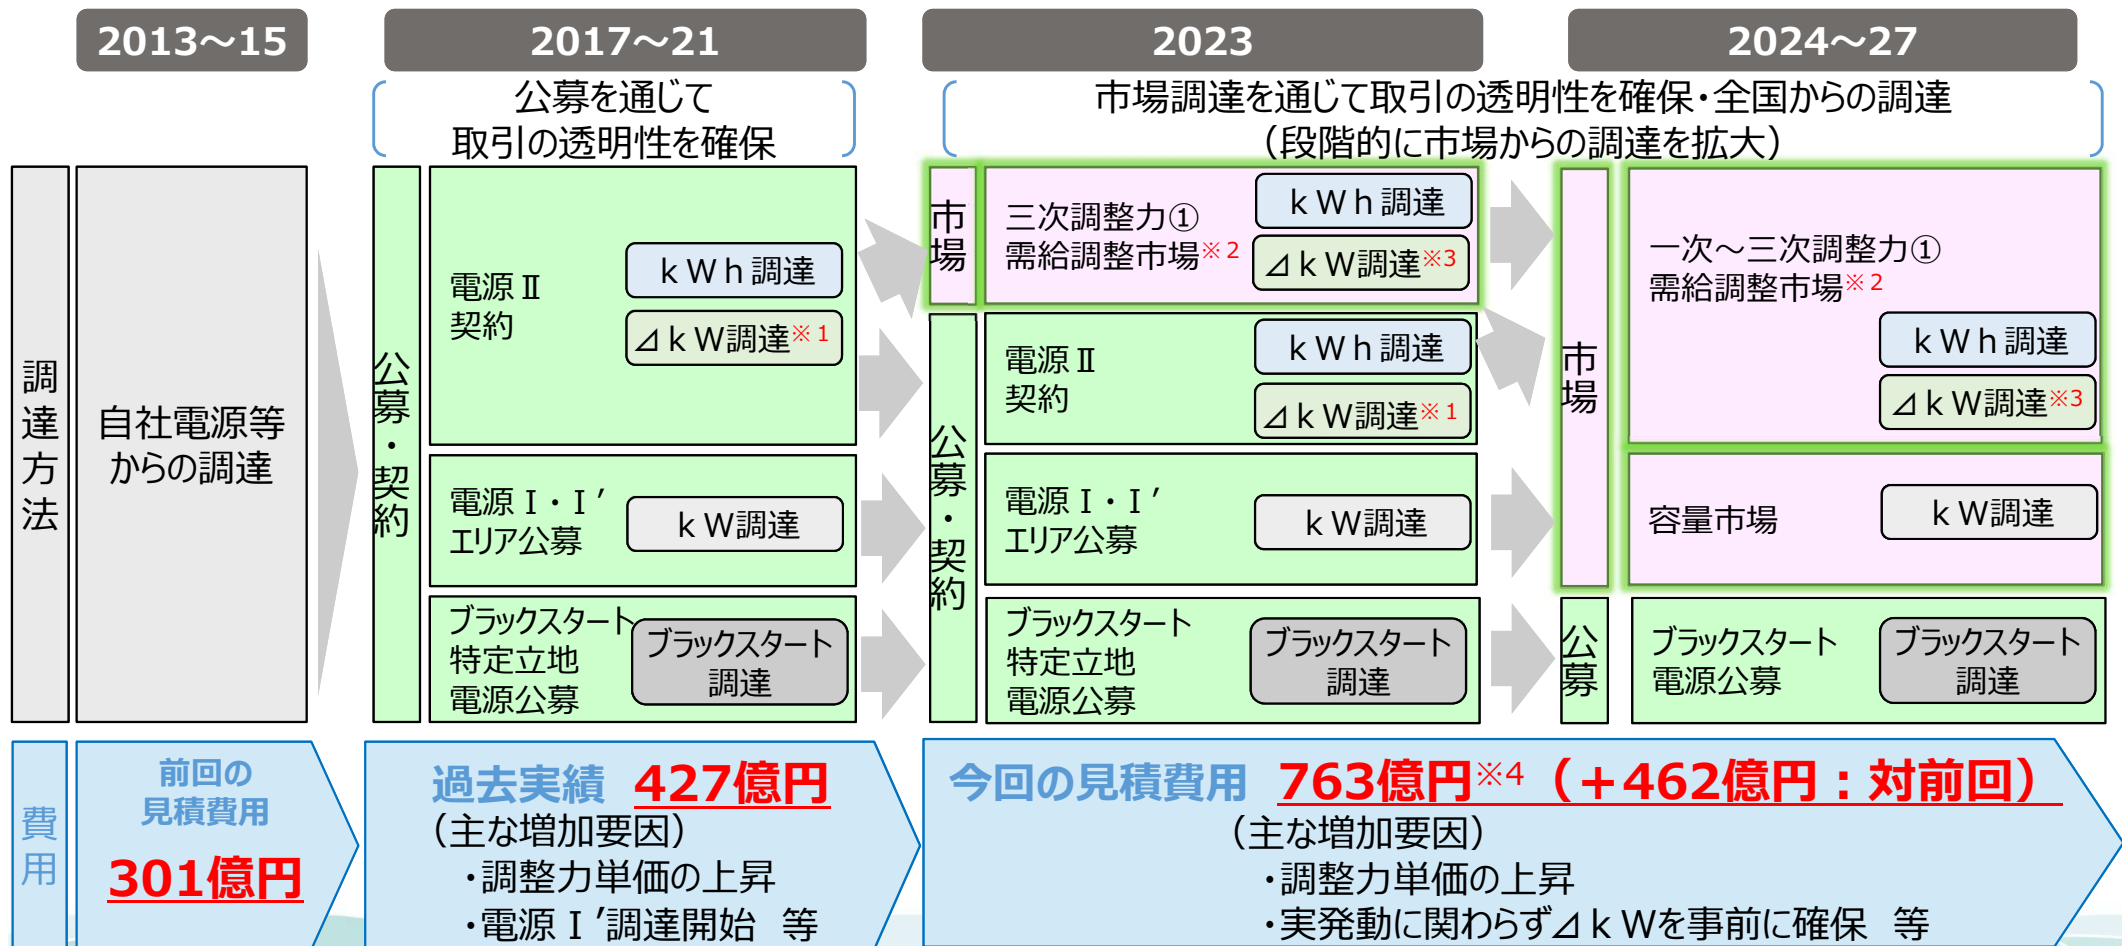 2013～15
2017～21
2023
2024～27
公募を通じて
取引の透明性を確保
市場調達を通じて取引の透明性を確保・全国からの調達
（段階的に市場からの調達を拡大）
調達方法
自社電源等
からの調達
公募・契約
電源Ⅱ
契約
ｋＷｈ調達
⊿ｋＷ調達※1
電源Ⅰ・Ⅰ′
エリア公募
ｋＷ調達
ブラックスタート
特定立地
電源公募
ブラックスタート
調達
市場
三次調整力①
需給調整市場※2
ｋＷｈ調達
⊿ｋＷ調達※3
公募・契約
電源Ⅱ
契約
ｋＷｈ調達
⊿ｋＷ調達※1
電源Ⅰ・Ⅰ′
エリア公募
ｋＷ調達
ブラックスタート
特定立地
電源公募
ブラックスタート
調達
市場
一次～三次調整力①
需給調整市場※2
ｋＷｈ調達
⊿ｋＷ調達※3
容量市場
ｋＷ調達
公募
ブラックスタート
電源公募
ブラックスタート
調達
費用
前回の
見積費用
301億円
過去実績 427億円
（主な増加要因）
・調整力単価の上昇
・電源Ⅰ′調達開始 等
今回の見積費用 763億円※4（+462億円：対前回）
（主な増加要因）
・調整力単価の上昇
・実発動に関わらず⊿ｋＷを事前に確保 等